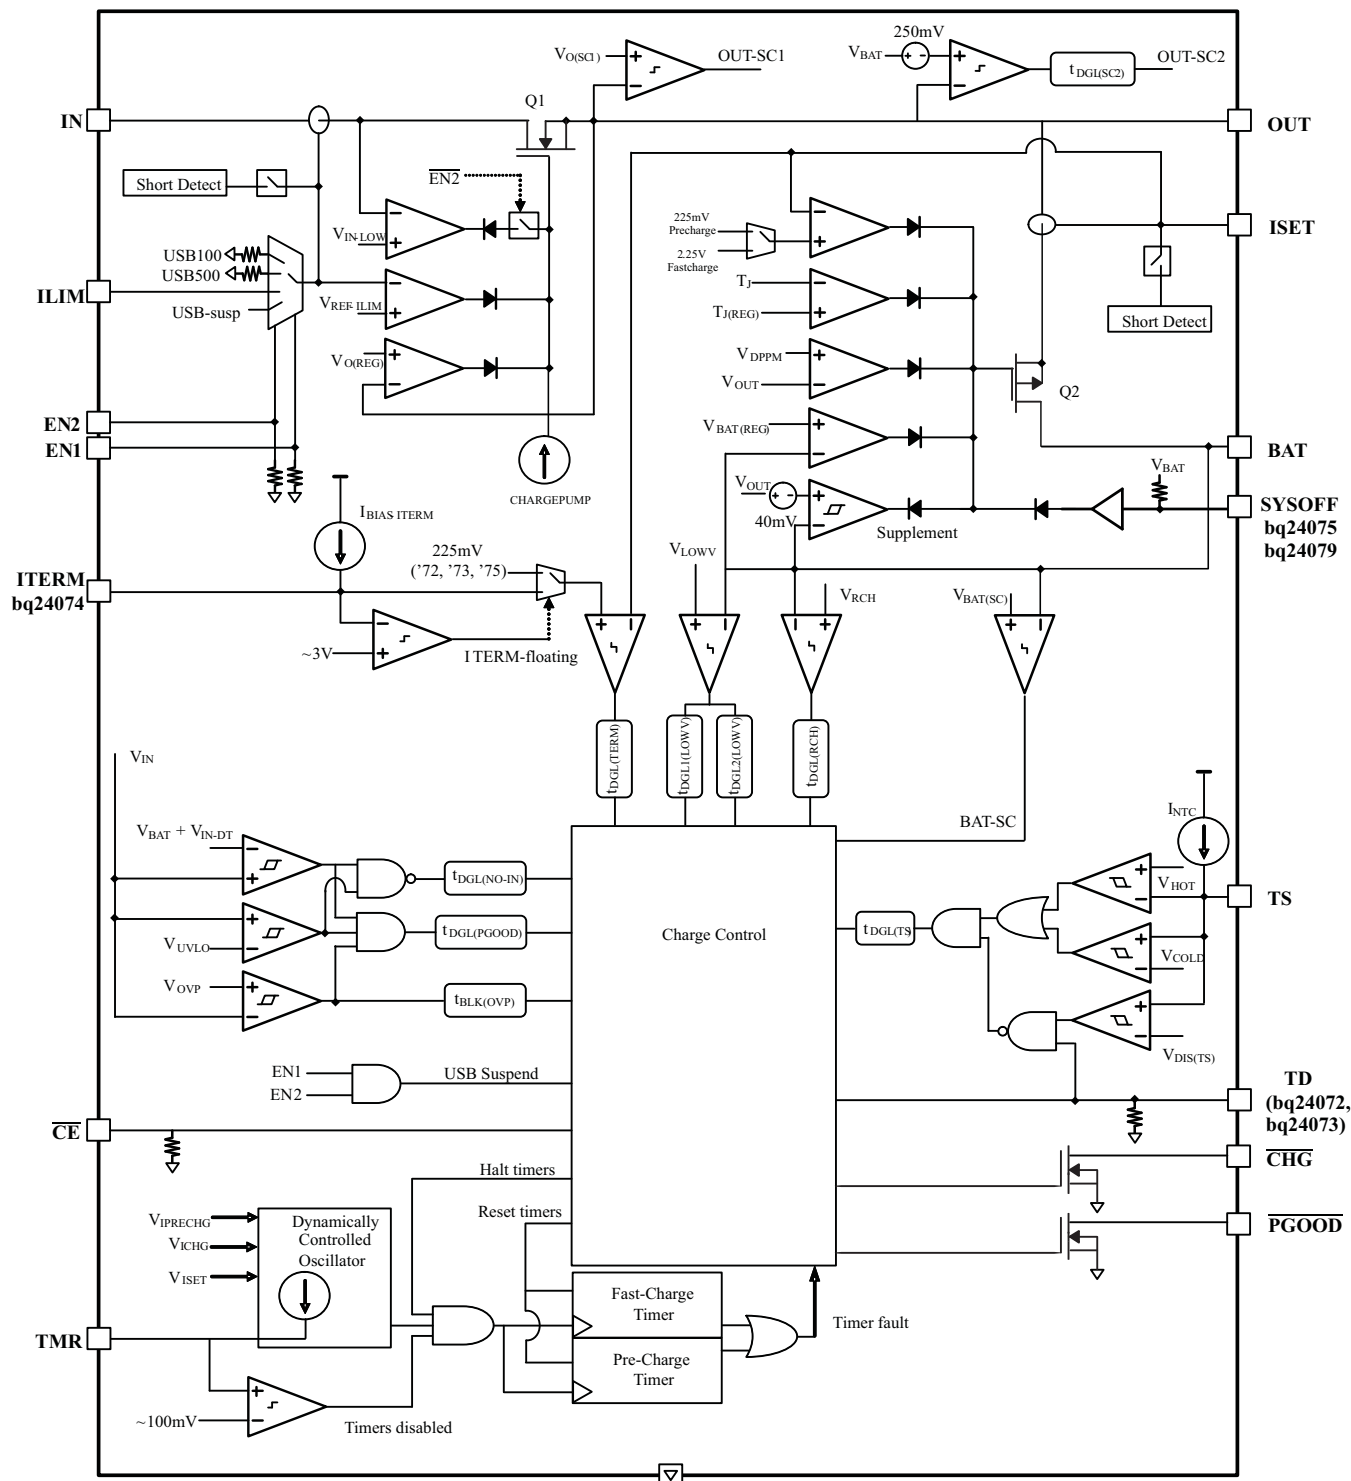 250mV
VO(SC1)
OUT-SC1
VBAT
tDGL(SC2)
OUT-SC2
Q1
IN
OUT
Short Detect
EN2
225mV
Precharge
2.25V
Fastcharge
VIN-LOW
ISET
USB100
USB500
ILIM
USB-susp
VREF-ILIM
TJ
TJ(REG)
Short Detect
VO(REG)
VDPPM
VOUT
Q2
EN2
EN1
VBAT(REG)
BAT
CHARGEPUMP
VOUT
40mV
Supplement
VBAT
SYSOFF
bq24075
bq24079
IBIAS ITERM
225mV
('72, '73, '75)
VLOWV
ITERM
bq24074
VRCH
VBAT(SC)
~3V
I TERM-floating
tDGL(TERM)
tDGL1(LOWV)
tDGL2(LOWV)
tDGL(RCH)
VIN
BAT-SC
INTC
VBAT + VIN-DT
tDGL(NO-IN)
VHOT
TS
VUVLO
tDGL(PGOOD)
Charge Control
tDGL(TS)
VCOLD
VOVP
tBLK(OVP)
VDIS(TS)
EN1
EN2
USB Suspend
TD
(bq24072,
bq24073)
CE
CHG
Halt timers
Reset timers
PGOOD
VIPRECHG
VICHG
VISET
Dynamically
Controlled
Oscillator
Fast-Charge
Timer
Timer fault
TMR
Pre-Charge
Timer
~100mV
Timers disabled